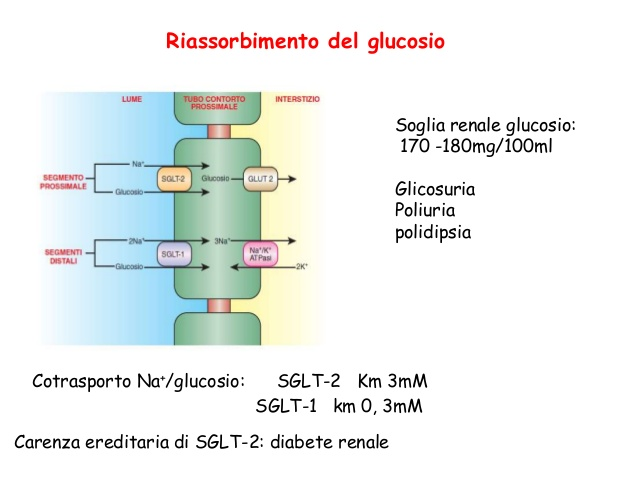 Riassorbimento del glucosio
LUME
TUBO CONTORTO
PROSSIMALE
INTERSTIZIO
Soglia renale glucosio:
170 -180mg/100ml
Glicosuria
Poliuria
polidipsia
SEGMENTO
PROSSIMALE
Na⁺
Glucosio
SGLT-2
Glucosio
GLUT 2
SEGMENTI
DISTALI
2Na⁺
Glucosio
SGLT-1
3Na⁺
Na⁺/K⁺
ATPasi
2K⁺
Cotrasporto Na⁺/glucosio: SGLT-2 Km 3mM
SGLT-1 km 0, 3mM
Carenza ereditaria di SGLT-2: diabete renale